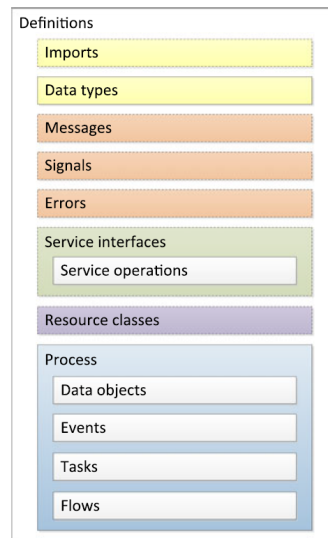 Definitions
Imports
Data types
Messages
Signals
Errors
Service interfaces
Service operations
Resource classes
Process
Data objects
Events
Tasks
Flows